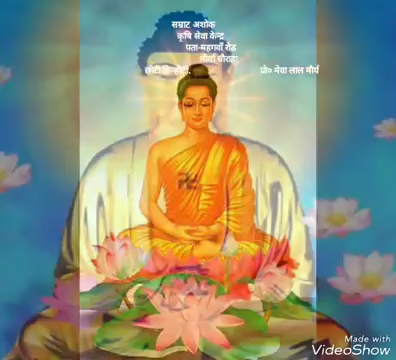 सम्राट अशोक
कृषि सेवा केन्द्र
पता-महगवाँ रोड
मौर्या चौराहा
छोटी प्रो० मेवा लाल मौर्य
Made with
VideoShow